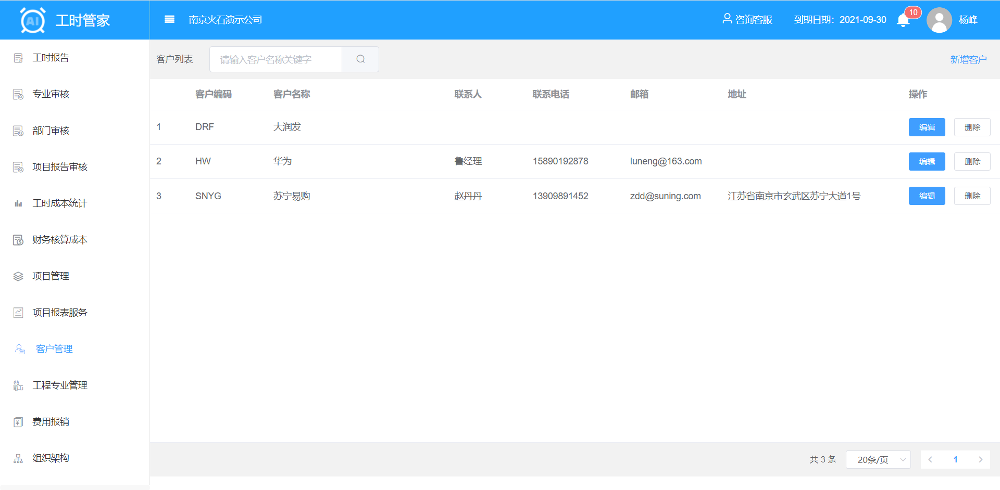 AI 工时管家 南京火石演示公司 咨询客服 到期日期：2021-09-30 10 杨峰
工时报告
专业审核
部门审核
项目报告审核
工时成本统计
财务核算成本
项目管理
项目报表服务
客户管理
工程专业管理
费用报销
组织架构
客户列表 请输入客户名称关键字 新增客户
客户编码 客户名称 联系人 联系电话 邮箱 地址 操作
1 DRF 大润发 编辑 删除
2 HW 华为 鲁经理 15890192878 luneng@163.com 编辑 删除
3 SNYG 苏宁易购 赵丹丹 13909891452 zdd@suning.com 江苏省南京市玄武区苏宁大道1号 编辑 删除
共 3 条 20条/页 1